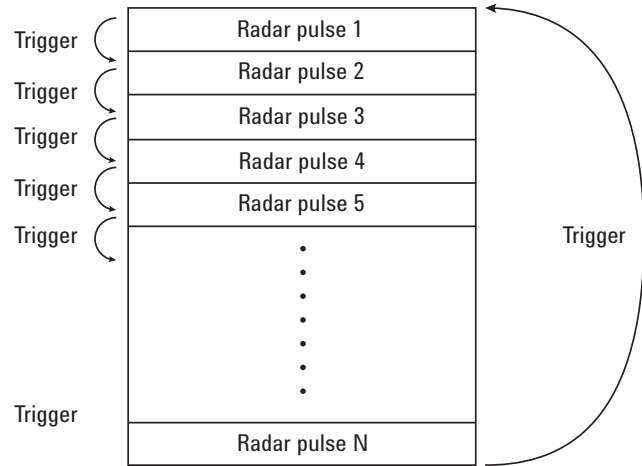 Radar pulse 1
Trigger
Radar pulse 2
Trigger
Radar pulse 3
Trigger
Radar pulse 4
Trigger
Radar pulse 5
Trigger
Trigger
Trigger
Radar pulse N